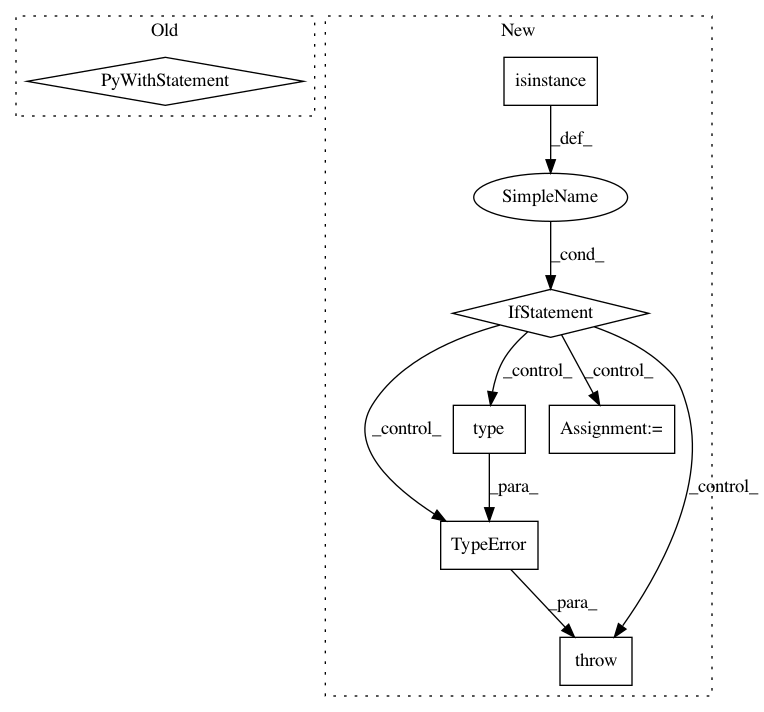 Old
New
PyWithStatement
isinstance
_def_
SimpleName
_cond_
IfStatement
_control_
_control_
_control_
_control_
type
Assignment:=
_para_
TypeError
_para_
throw